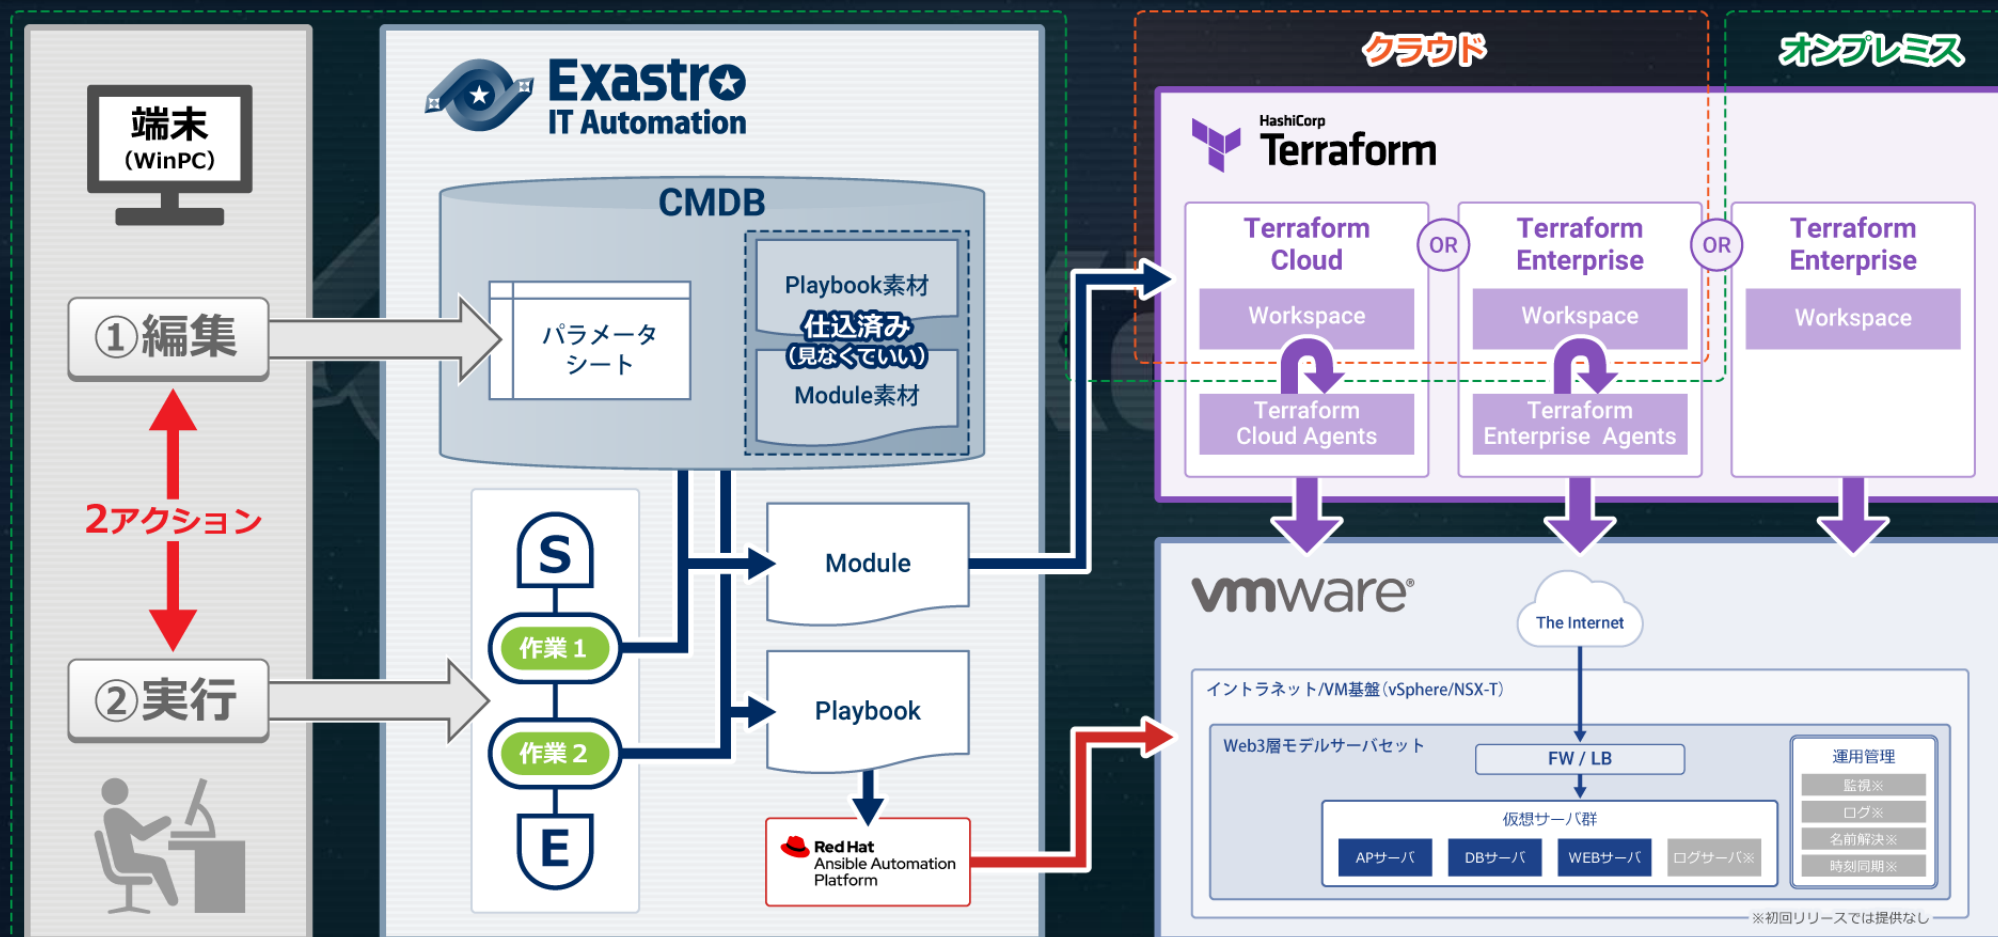 端末
(WinPC)
①編集
2アクション
②実行
Exastro
IT Automation
CMDB
パラメータ
シート
Playbook素材
仕込済み
(見なくていい)
Module素材
S
作業1
作業2
E
Module
Playbook
Red Hat
Ansible Automation
Platform
クラウド
オンプレミス
HashiCorp
Terraform
Terraform
Cloud
Workspace
Terraform
Cloud Agents
OR
Terraform
Enterprise
Workspace
Terraform
Enterprise Agents
OR
Terraform
Enterprise
Workspace
vmware®
The Internet
イントラネット/VM基盤(vSphere/NSX-T)
Web3層モデルサーバセット
FW / LB
仮想サーバ群
APサーバ
DBサーバ
WEBサーバ
ログサーバ※
運用管理
監視※
ログ※
名前解決※
時刻同期※
※初回リリースでは提供なし